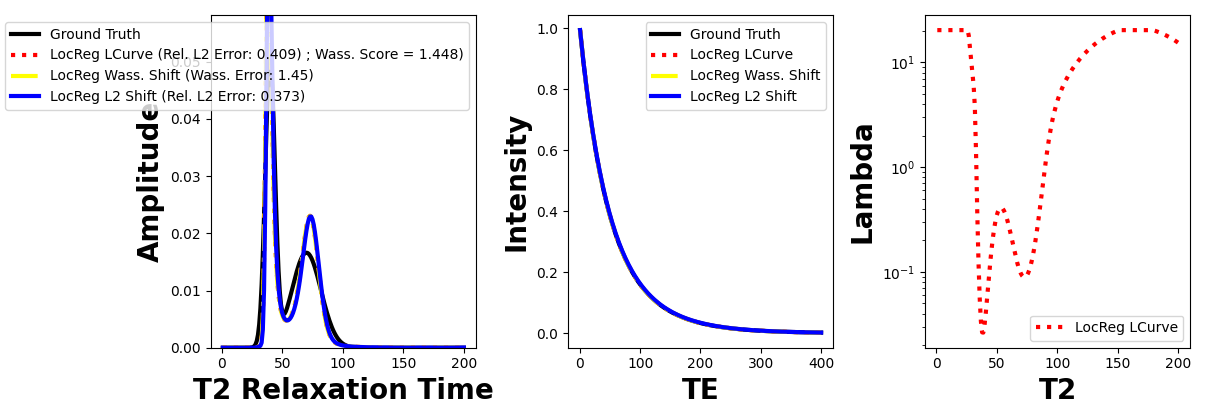 Ground Truth
LocReg LCurve (Rel. L2 Error: 0.409) ; Wass. Score = 1.448)
LocReg Wass. Shift (Wass. Error: 1.45)
LocReg L2 Shift (Rel. L2 Error: 0.373)
0.05
0.04
0.03
0.02
0.01
0.00
Amplitude
0 50 100 150 200
T2 Relaxation Time
Ground Truth
LocReg LCurve
LocReg Wass. Shift
LocReg L2 Shift
1.0
0.8
0.6
0.4
0.2
0.0
Intensity
0 100 200 300 400
TE
10¹
10⁰
10⁻¹
Lambda
LocReg LCurve
0 50 100 150 200
T2